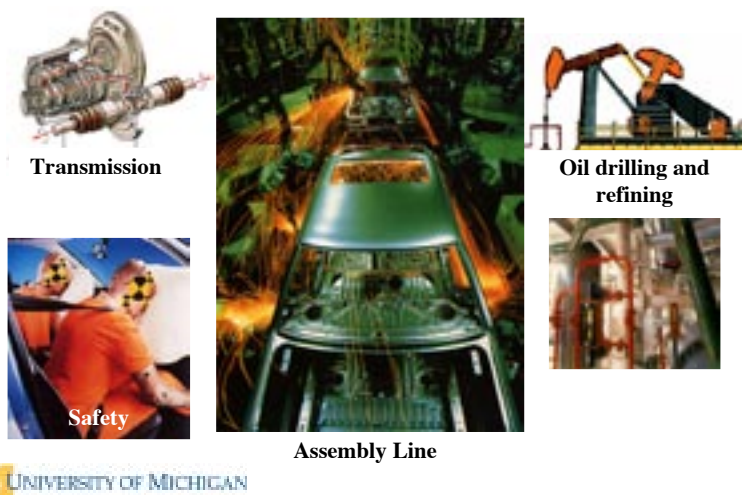 Transmission
Oil drilling and
refining
Safety
Assembly Line
UNIVERSITY OF MICHIGAN